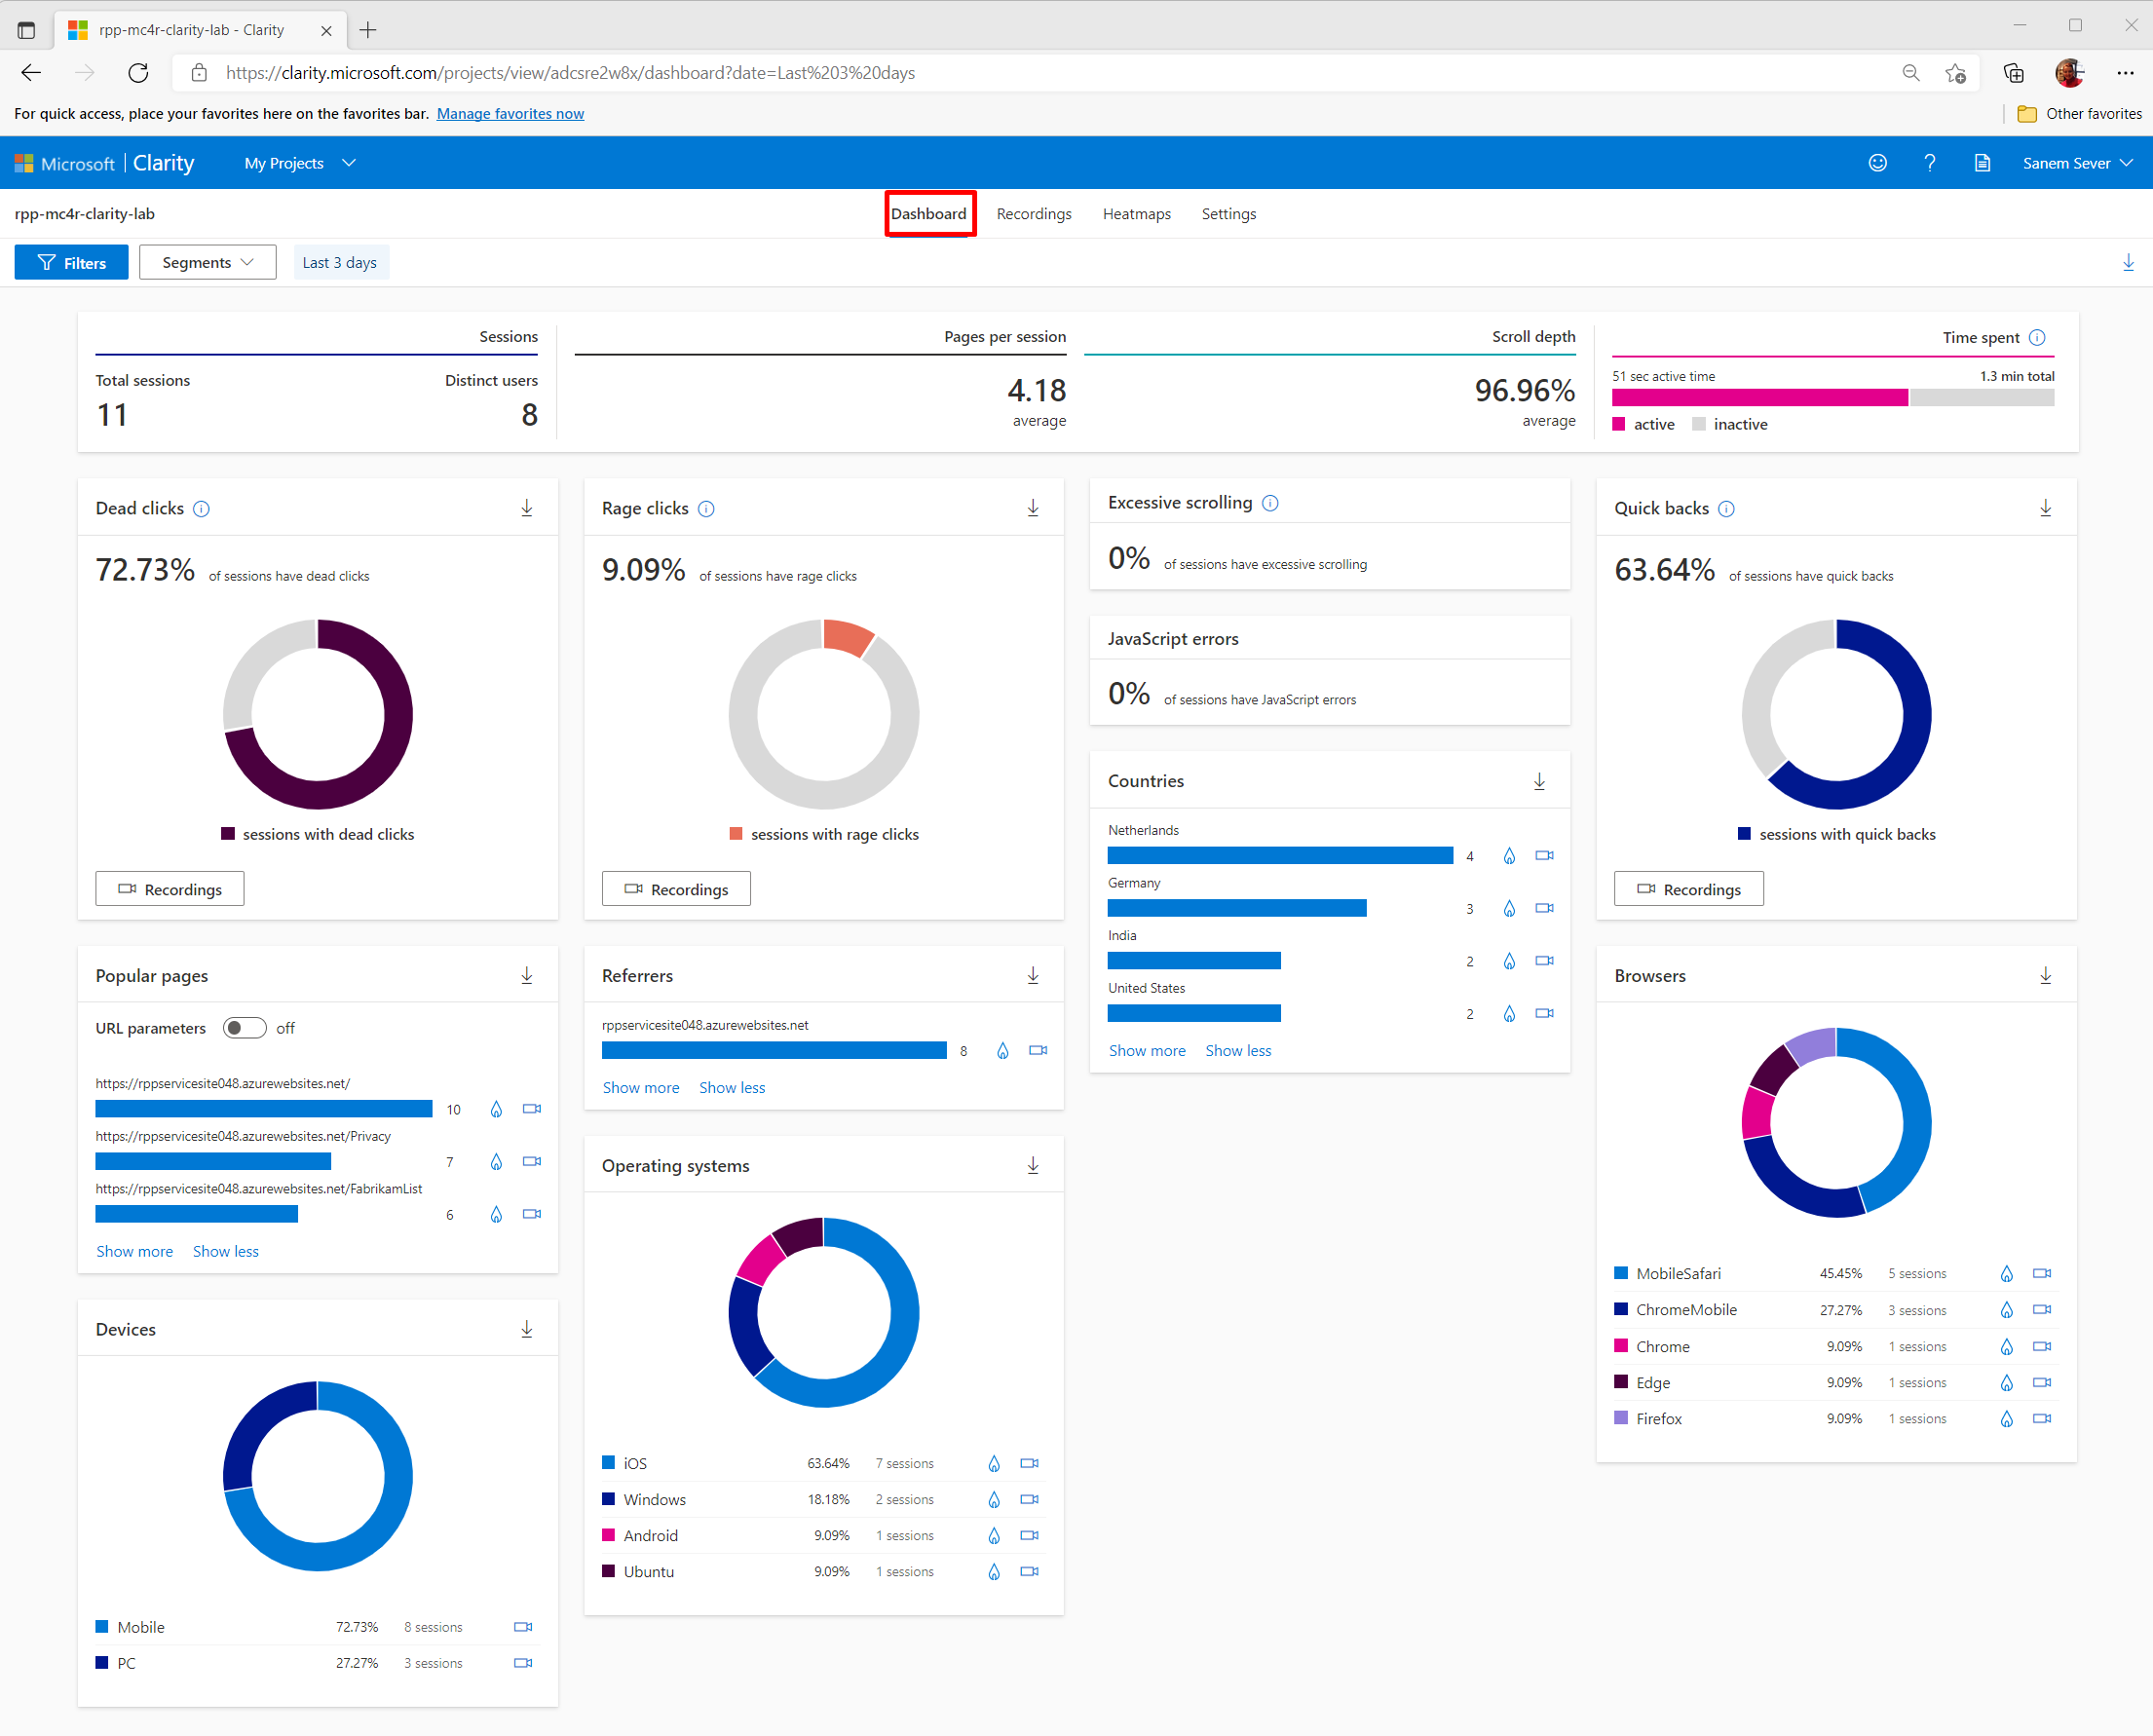 rpp-mc4r-clarity-lab - Clarity
https://clarity.microsoft.com/projects/view/adcsre2w8x/dashboard?date=Last%203%20days
For quick access, place your favorites here on the favorites bar. Manage favorites now
Other favorites
Microsoft | Clarity
My Projects
?
Sanem Sever
rpp-mc4r-clarity-lab
Dashboard
Recordings
Heatmaps
Settings
Filters
Segments
Last 3 days
Sessions
Total sessions
11
Distinct users
8
Pages per session
4.18
average
Scroll depth
96.96%
average
Time spent
51 sec active time
1.3 min total
active
inactive
Dead clicks
72.73% of sessions have dead clicks
sessions with dead clicks
Recordings
Rage clicks
9.09% of sessions have rage clicks
sessions with rage clicks
Recordings
Excessive scrolling
0% of sessions have excessive scrolling
JavaScript errors
0% of sessions have JavaScript errors
Countries
Netherlands
4
Germany
3
India
2
United States
2
Show more Show less
Quick backs
63.64% of sessions have quick backs
sessions with quick backs
Recordings
Popular pages
URL parameters off
https://rppservicesite048.azurewebsites.net/
10
https://rppservicesite048.azurewebsites.net/Privacy
7
https://rppservicesite048.azurewebsites.net/FabrikamList
6
Show more Show less
Referrers
rppservicesite048.azurewebsites.net
8
Show more Show less
Operating systems
iOS 63.64% 7 sessions
Windows 18.18% 2 sessions
Android 9.09% 1 sessions
Ubuntu 9.09% 1 sessions
Browsers
MobileSafari 45.45% 5 sessions
ChromeMobile 27.27% 3 sessions
Chrome 9.09% 1 sessions
Edge 9.09% 1 sessions
Firefox 9.09% 1 sessions
Devices
Mobile 72.73% 8 sessions
PC 27.27% 3 sessions